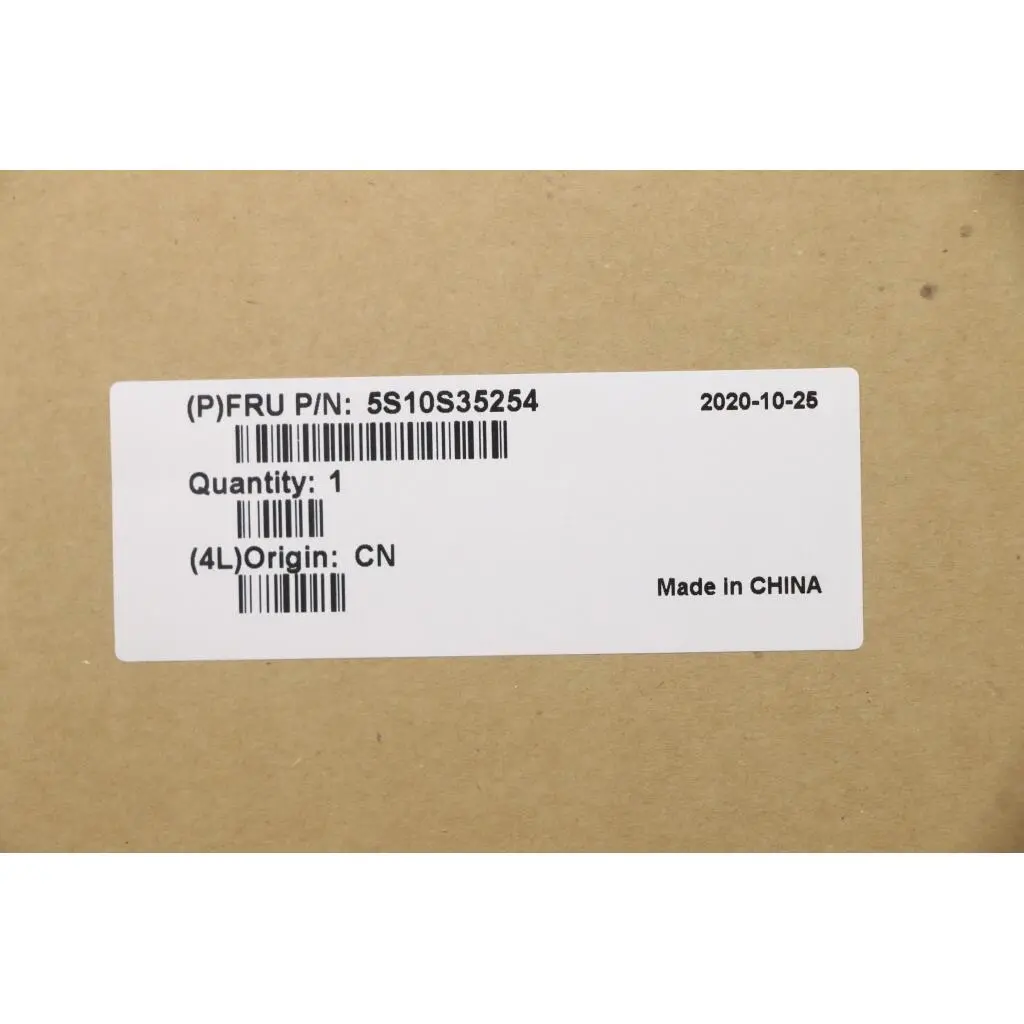 (P)FRU P/N: 5S10S35254
2020-10-25
Quantity: 1
(4L)Origin: CN
Made in CHINA